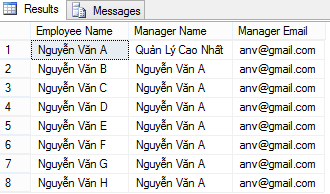 Results Messages
Employee Name Manager Name Manager Email
1 Nguyễn Văn A Quản Lý Cao Nhất anv@gmail.com
2 Nguyễn Văn B Nguyễn Văn A anv@gmail.com
3 Nguyễn Văn C Nguyễn Văn A anv@gmail.com
4 Nguyễn Văn D Nguyễn Văn A anv@gmail.com
5 Nguyễn Văn E Nguyễn Văn A anv@gmail.com
6 Nguyễn Văn F Nguyễn Văn A anv@gmail.com
7 Nguyễn Văn G Nguyễn Văn A anv@gmail.com
8 Nguyễn Văn H Nguyễn Văn A anv@gmail.com